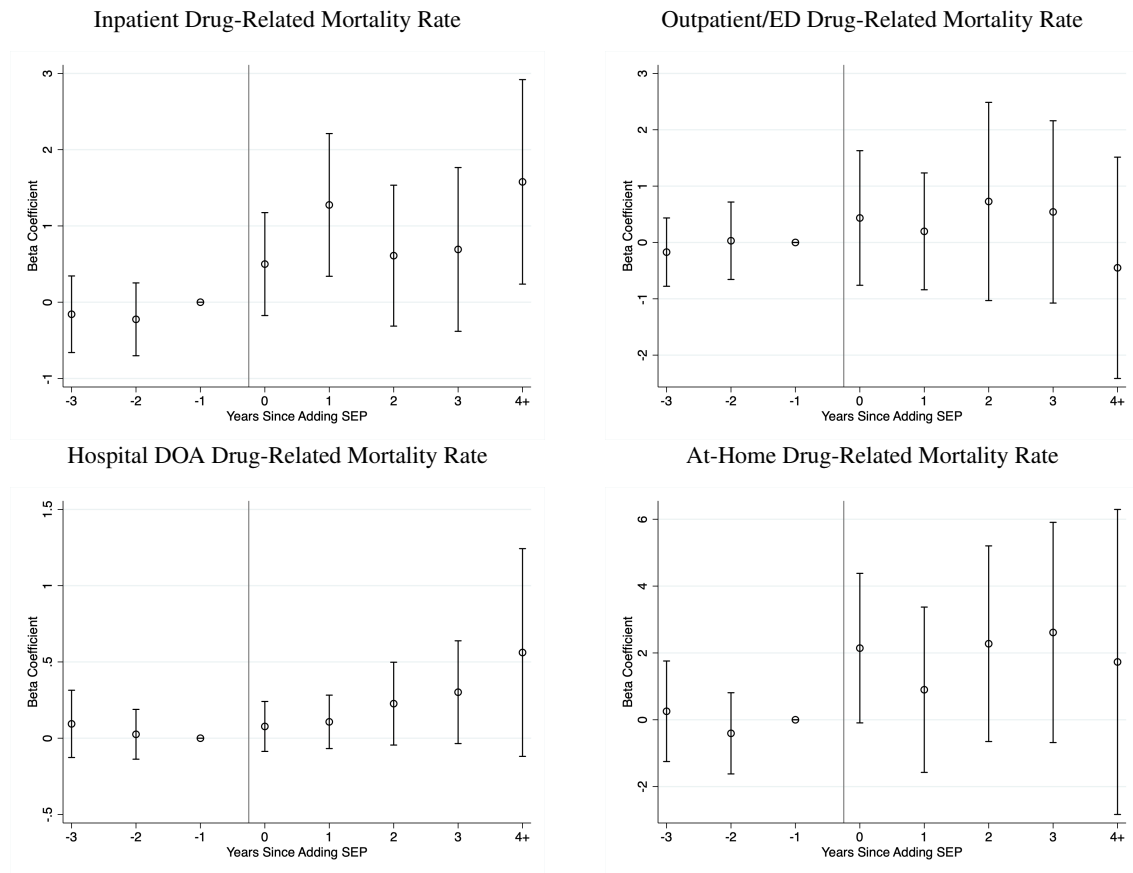 Inpatient Drug-Related Mortality Rate
Beta Coefficient
3
2
1
0
-1
-3 -2 -1 0 1 2 3 4+
Years Since Adding SEP
Outpatient/ED Drug-Related Mortality Rate
Beta Coefficient
3
2
1
0
-1
-2
-3 -2 -1 0 1 2 3 4+
Years Since Adding SEP
Hospital DOA Drug-Related Mortality Rate
Beta Coefficient
1.5
1
.5
0
-.5
-3 -2 -1 0 1 2 3 4+
Years Since Adding SEP
At-Home Drug-Related Mortality Rate
Beta Coefficient
6
4
2
0
-2
-3 -2 -1 0 1 2 3 4+
Years Since Adding SEP